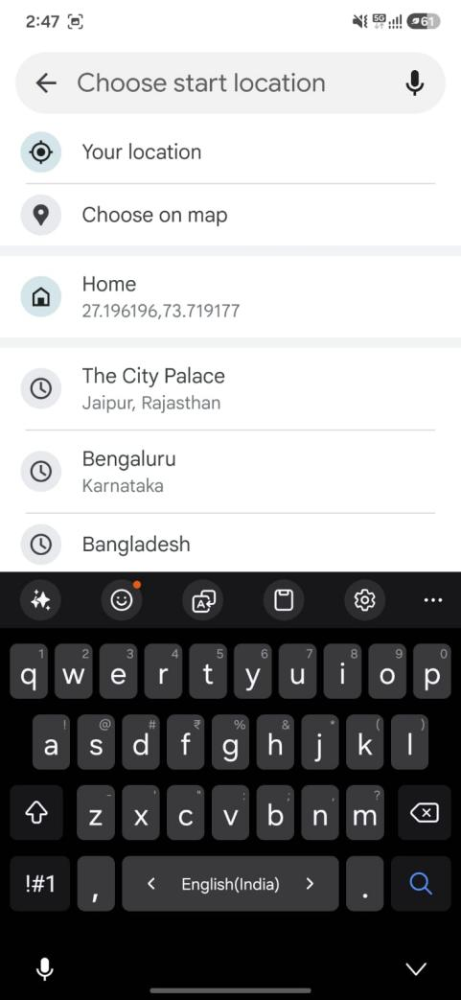 2:47
5G
61
Choose start location
Your location
Choose on map
Home
27.196196,73.719177
The City Palace
Jaipur, Rajasthan
Bengaluru
Karnataka
Bangladesh
A
1 2 3 4 5 6 7 8 9 0
q w e r t y u i o p
! @ # ₹ % & * ( )
a s d f g h j k l
- ' " : ; , ?
z x c v b n m
!#1 , < English(India) > .